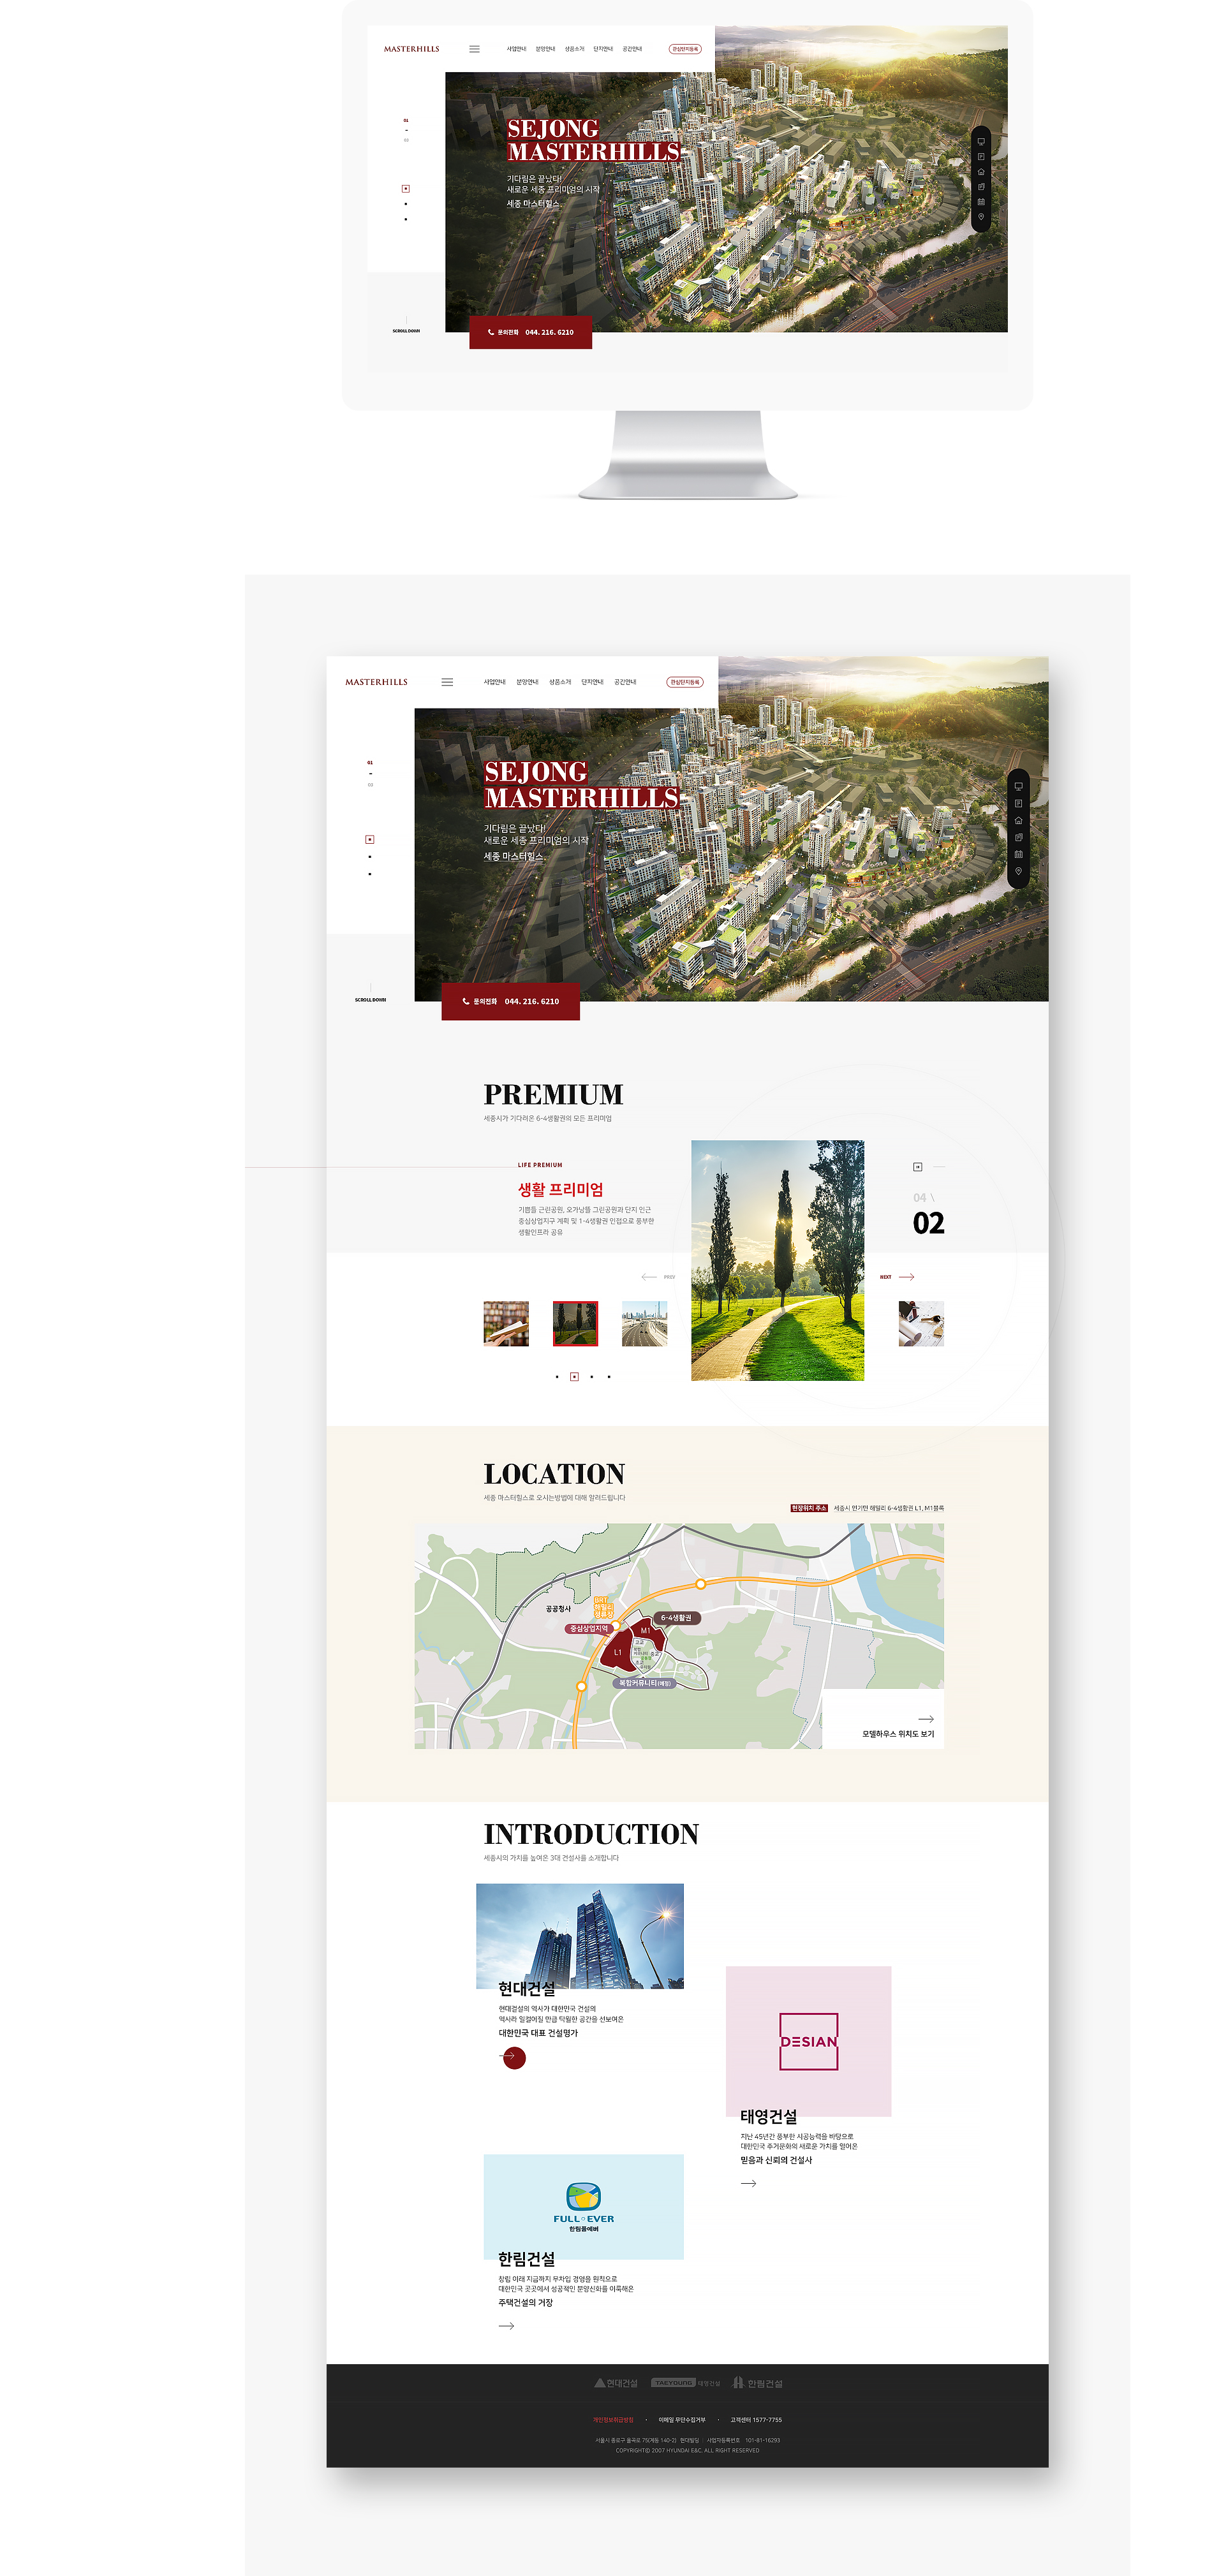 MASTERHILLS
사업안내 분양안내 상품소개 단지안내 공간안내
관심단지등록
01
03
SEJONG
MASTERHILLS
기다림은 끝났다!
새로운 세종 프리미엄의 시작
세종 마스터힐스.
SCROLL DOWN
문의전화 044. 216. 6210
MASTERHILLS
사업안내 분양안내 상품소개 단지안내 공간안내
관심단지등록
01
03
SEJONG
MASTERHILLS
기다림은 끝났다!
새로운 세종 프리미엄의 시작
세종 마스터힐스.
SCROLL DOWN
문의전화 044. 216. 6210
PREMIUM
세종시가 기다려온 6-4생활권의 모든 프리미엄
LIFE PREMIUM
생활 프리미엄
기쁨뜰 근린공원, 오가낭뜰 그린공원과 단지 인근
중심상업지구 계획 및 1-4생활권 인접으로 풍부한
생활인프라 공유
04 \
02
PREV
NEXT
LOCATION
세종 마스터힐스로 오시는방법에 대해 알려드립니다
현장위치 주소 세종시 연기면 해밀리 6-4생활권 L1, M1블록
공공청사
BRT
해밀리
정류장
중심상업지역
6-4생활권
M1
L1
복합커뮤니티(예정)
모델하우스 위치도 보기
INTRODUCTION
세종시의 가치를 높여온 3대 건설사를 소개합니다
현대건설
현대걸설의 역사가 대한민국 건설의
역사라 일컬어질 만큼 탁월한 공간을 선보여온
대한민국 대표 건설명가
DESIAN
태영건설
지난 45년간 풍부한 시공능력을 바탕으로
대한민국 주거문화의 새로운 가치를 열어온
믿음과 신뢰의 건설사
FULL EVER
한림풀에버
한림건설
창립 이래 지금까지 무차입 경영을 원칙으로
대한민국 곳곳에서 성공적인 분양신화를 이룩해온
주택건설의 거장
현대건설 TAEYOUNG 태영건설 한림건설
개인정보취급방침 · 이메일 무단수집거부 · 고객센터 1577-7755
서울시 종로구 율곡로 75(계동 140-2) 현대빌딩 | 사업자등록번호 101-81-16293
COPYRIGHT© 2007 HYUNDAI E&C. ALL RIGHT RESERVED